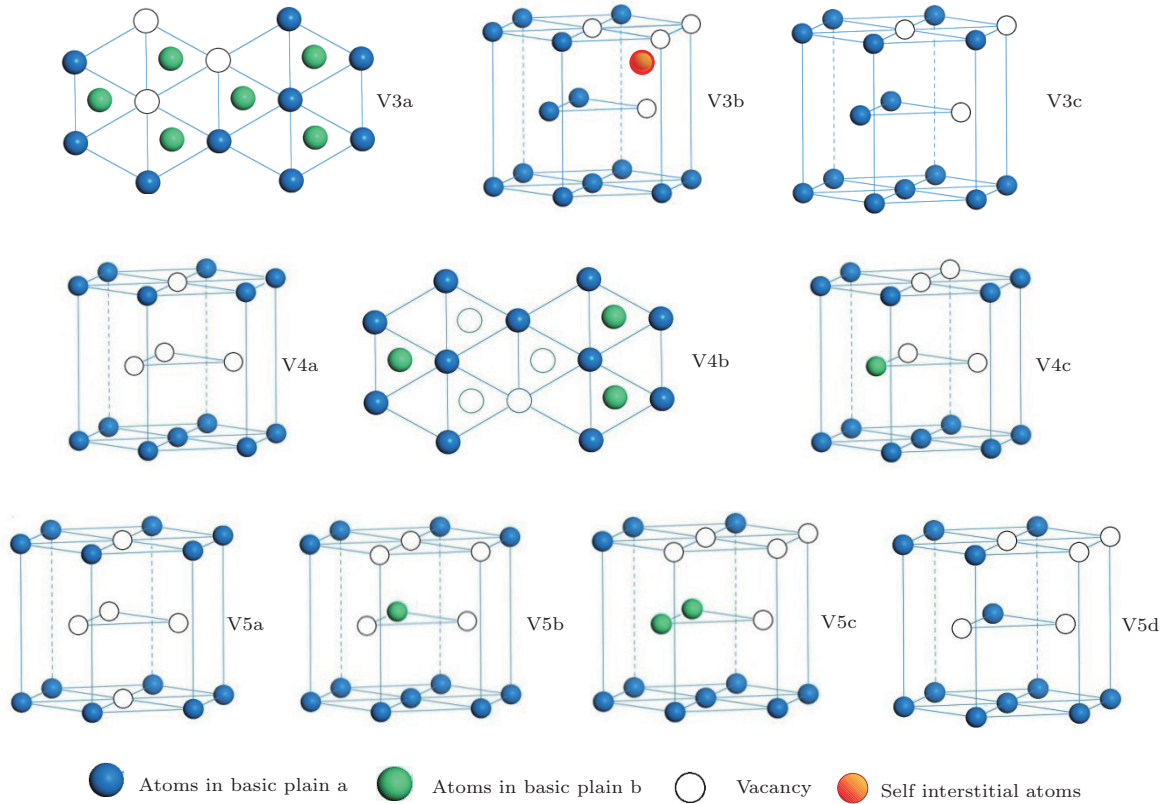 V3a
V3b
V3c
V4a
V4b
V4c
V5a
V5b
V5c
V5d
Atoms in basic plain a
Atoms in basic plain b
Vacancy
Self interstitial atoms